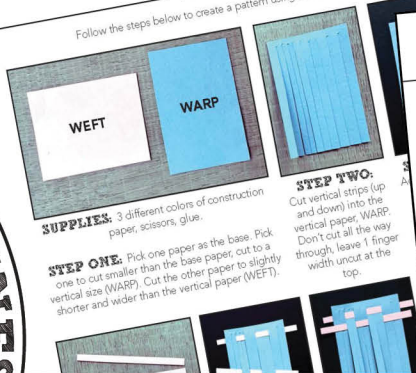 Follow the steps below to create a pattern using
WEFT
WARP
SUPPLIES: 3 different colors of construction
paper, scissors, glue.
STEP ONE: Pick one paper as the base. Pick
one to cut smaller than the base paper, cut to a
vertical size (WARP). Cut the other paper to slightly
shorter and wider than the vertical paper (WEFT).
STEP TWO:
Cut vertical strips (up
and down) into the
vertical paper, WARP.
Don't cut all the way
through, leave 1 finger
width uncut at the
top.